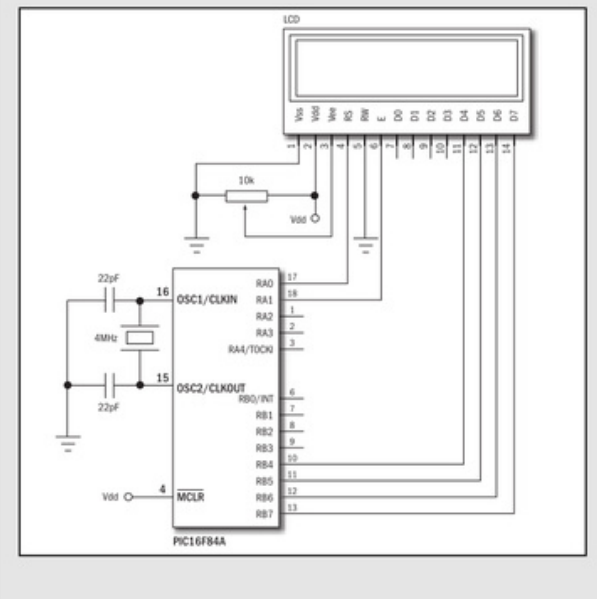 LCD
Vss Vdd Vee RS RW E D0 D1 D2 D3 D4 D5 D6 D7
1 2 3 4 5 6 7 8 9 10 11 12 13 14
10k
Vdd
22pF
16 OSC1/CLKIN
4MHz
15 OSC2/CLKOUT
22pF
Vdd 4 MCLR
RA0 17
RA1 18
RA2 1
RA3 2
RA4/TOCKI 3
RB0/INT 6
RB1 7
RB2 8
RB3 9
RB4 10
RB5 11
RB6 12
RB7 13
PIC16F84A